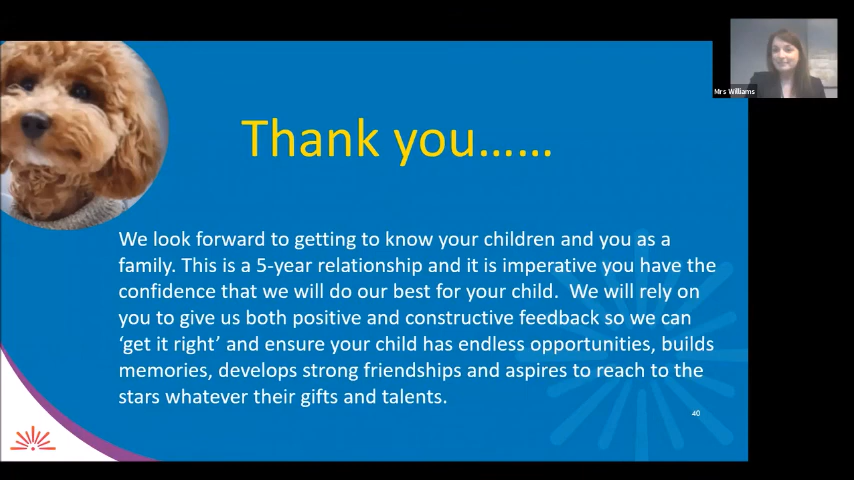 Mrs Williams
Thank you......
We look forward to getting to know your children and you as a
family. This is a 5-year relationship and it is imperative you have the
confidence that we will do our best for your child.  We will rely on
you to give us both positive and constructive feedback so we can
‘get it right’ and ensure your child has endless opportunities, builds
memories, develops strong friendships and aspires to reach to the
stars whatever their gifts and talents.
40